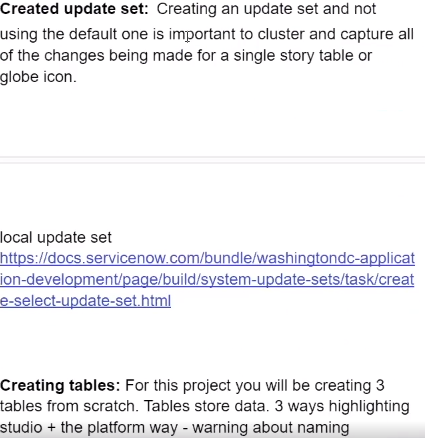 Created update set:  Creating an update set and not
using the default one is important to cluster and capture all
of the changes being made for a single story table or
globe icon.
local update set
https://docs.servicenow.com/bundle/washingtondc-applicat
ion-development/page/build/system-update-sets/task/creat
e-select-update-set.html
Creating tables: For this project you will be creating 3
tables from scratch. Tables store data. 3 ways highlighting
studio + the platform way - warning about naming